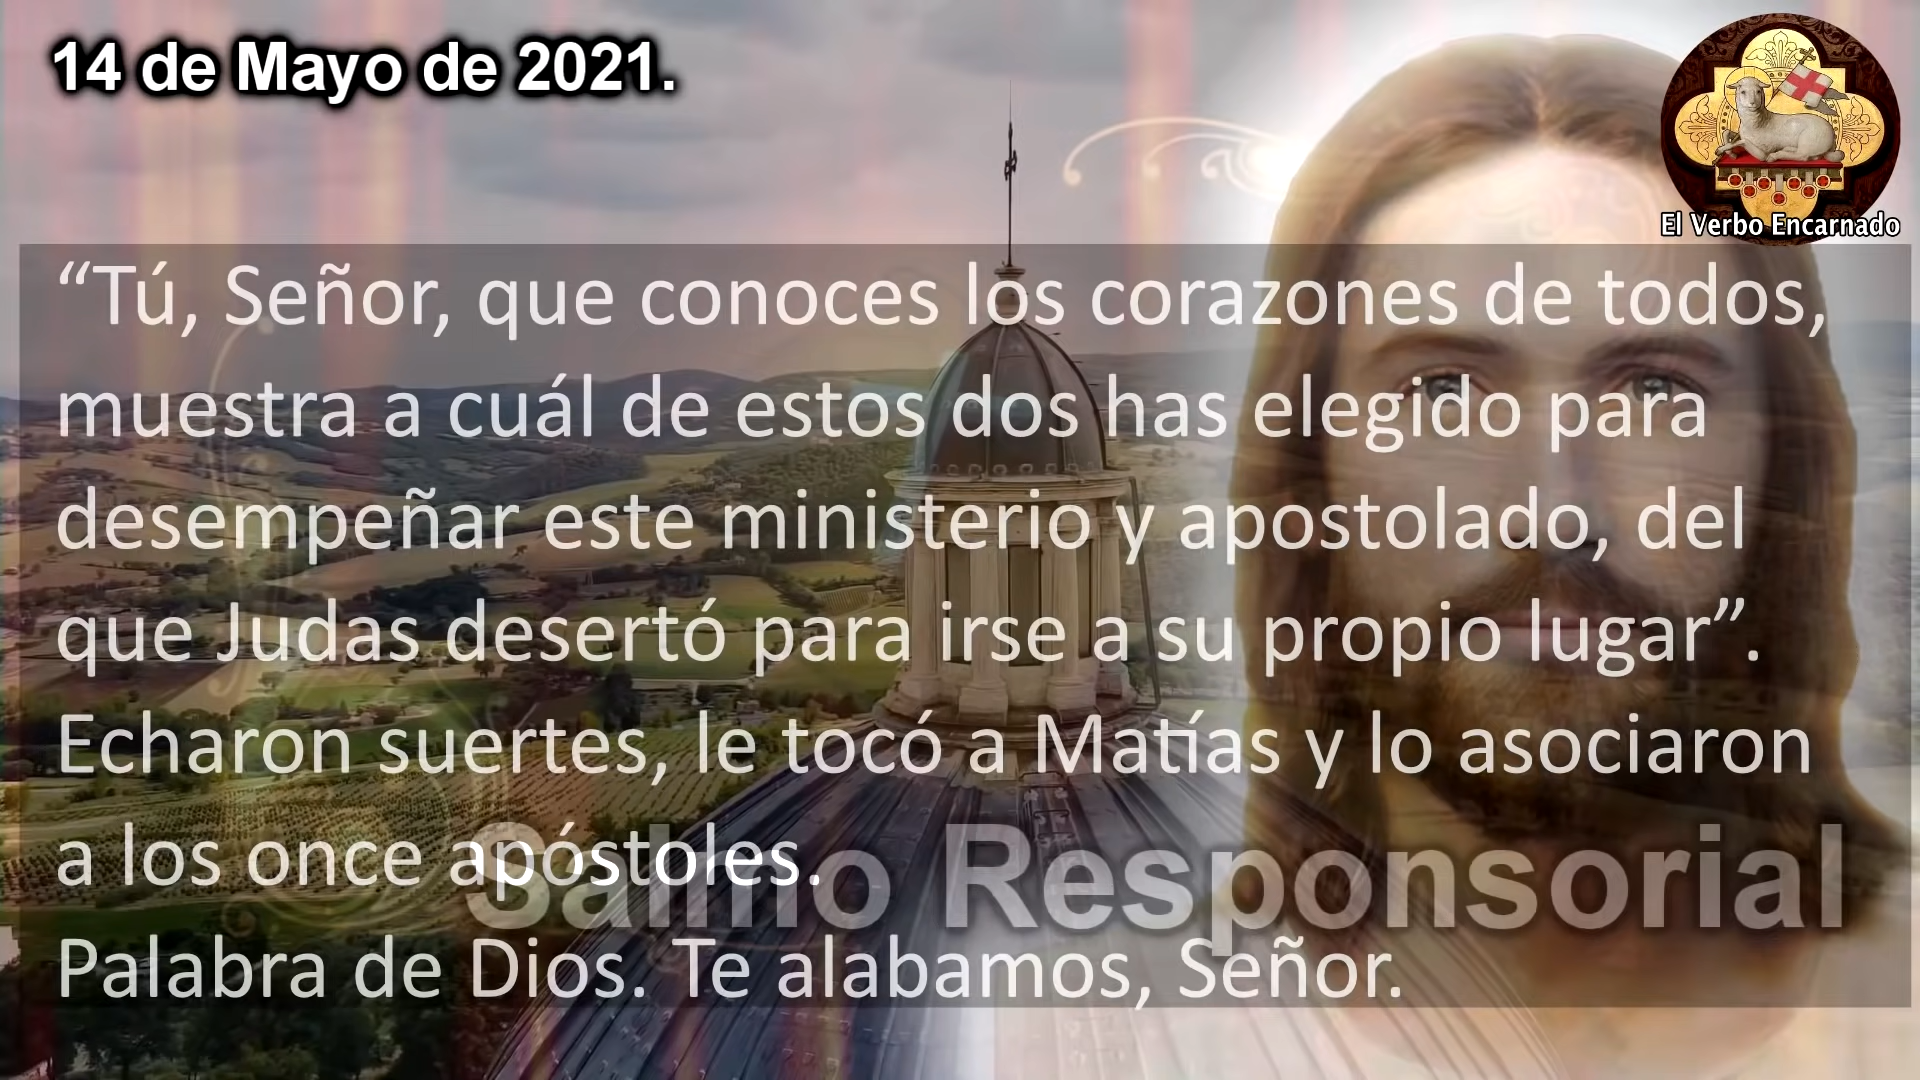 14 de Mayo de 2021.
El Verbo Encarnado
“Tú, Señor, que conoces los corazones de todos,
muestra a cuál de estos dos has elegido para
desempeñar este ministerio y apostolado, del
que Judas desertó para irse a su propio lugar”.
Echaron suertes, le tocó a Matías y lo asociaron
a los once apóstoles.
Salmo Responsorial
Palabra de Dios. Te alabamos, Señor.